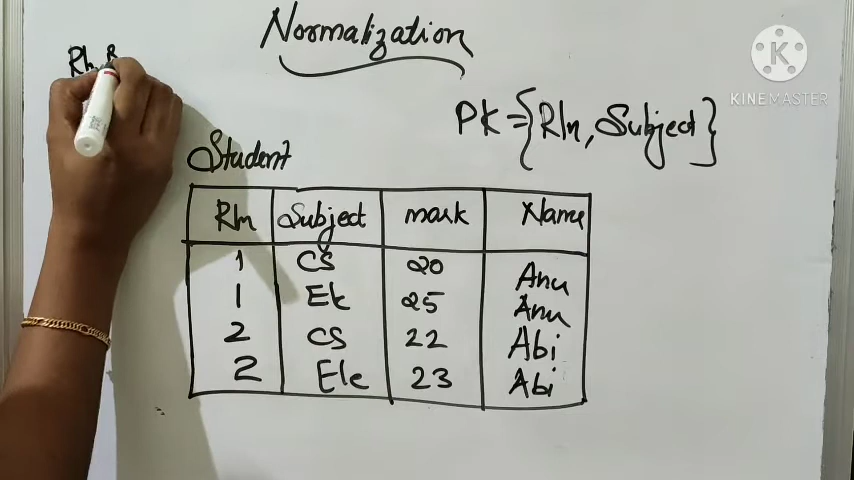 Normalization
PK = {Rln, Subject}
KINEMASTER
Student
Rln Subject mark Name
1 CS 20 Anu
1 Ele 25 Anu
2 CS 22 Abi
2 Ele 23 Abi